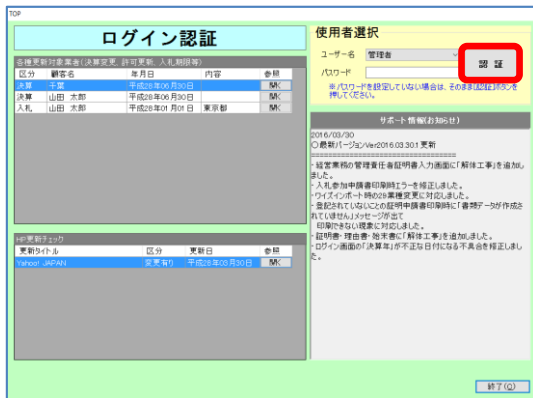 TOP
ログイン認証
各種更新対象業者(決算変更、許可更新、入札期限等)
区分 顧客名 年月日 内容 参照
決算 千葉 平成28年06月30日 開く
決算 山田 太郎 平成28年06月30日 開く
入札 山田 太郎 平成28年01月01日 東京都 開く
HP更新チェック
更新タイトル 区分 更新日 参照
Yahoo! JAPAN 変更有り 平成28年03月30日 開く
使用者選択
ユーザー名 管理者
認 証
パスワード
※パスワードを設定していない場合は、そのまま[認証]ボタンを
押してください。
サポート情報(お知らせ)
2016/03/30
○最新バージョンVer2016.03.30.1更新
====================================
・経営業務の管理責任者証明書入力画面に「解体工事」を追加し
ました。
・入札参加申請書印刷時エラーを修正しました。
・ワイズインポート時の29業種変更に対応しました。
・登記されていないことの証明申請書印刷時に「書類データが作成さ
れていません」メッセージが出て
印刷できない現象に対応しました。
・証明書・理由書・始末書に「解体工事」を追加しました。
・ログイン画面の「決算年」が不正な日付になる不具合を修正しまし
た。
終了(Q)